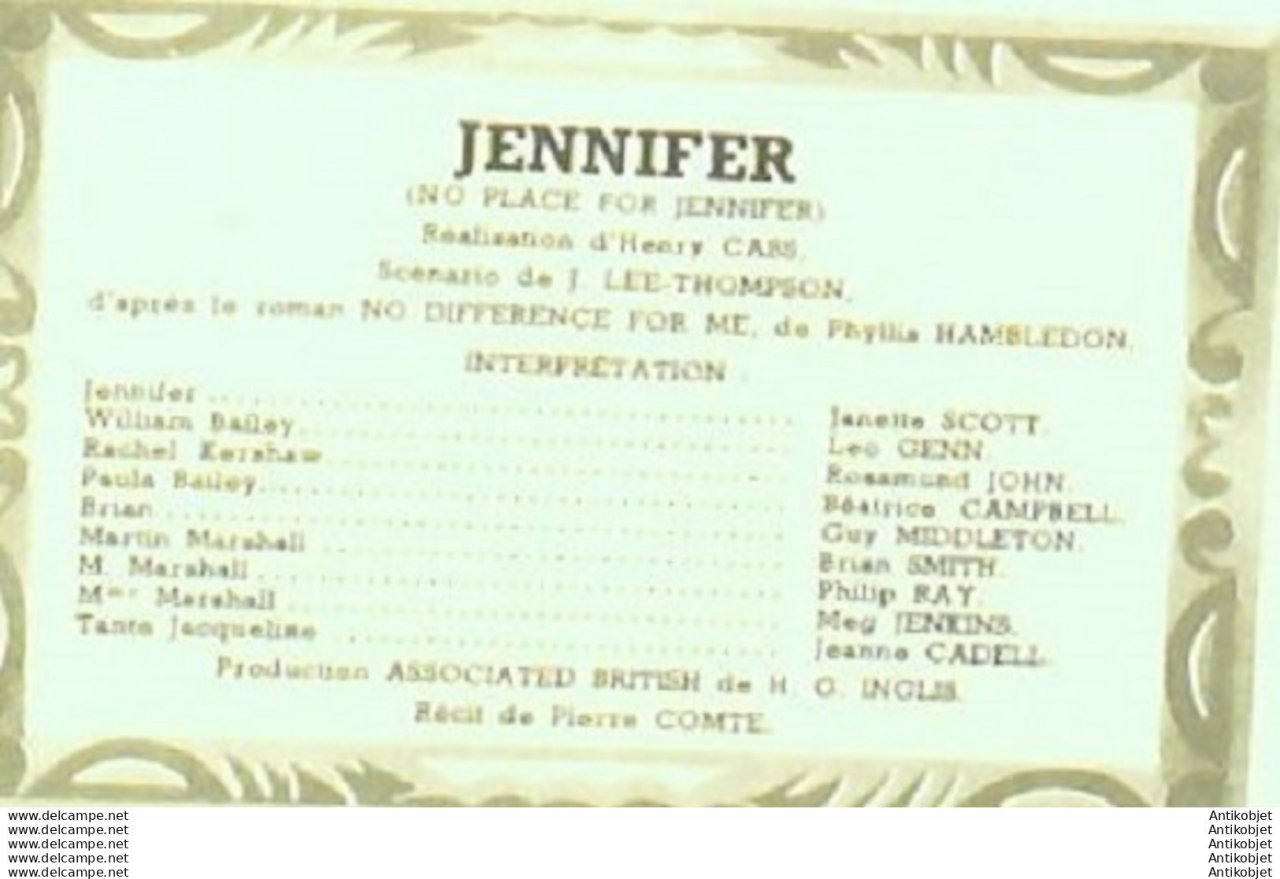 JENNIFER
(NO PLACE FOR JENNIFER)
Réalisation d'Henry CASS.
Scénario de J. LEE-THOMPSON,
d'après le roman NO DIFFERENCE FOR ME, de Phyllis HAMBLEDON.
INTERPRÉTATION :
Jennifer .................... Janette SCOTT.
William Bailey .................... Leo GENN.
Rachel Kershaw .................... Rosamund JOHN.
Paula Bailey .................... Béatrice CAMPBELL.
Brian .................... Guy MIDDLETON.
Martin Marshall .................... Brian SMITH.
M. Marshall .................... Philip RAY.
Mme Marshall .................... Meg JENKINS.
Tante Jacqueline .................... Jeanne CADELL.
Production ASSOCIATED BRITISH de H. G. INGLIS.
Récit de Pierre COMTE.
www.delcampe.net
www.delcampe.net
www.delcampe.net
www.delcampe.net
www.delcampe.net
Antikobjet
Antikobjet
Antikobjet
Antikobjet
Antikobjet